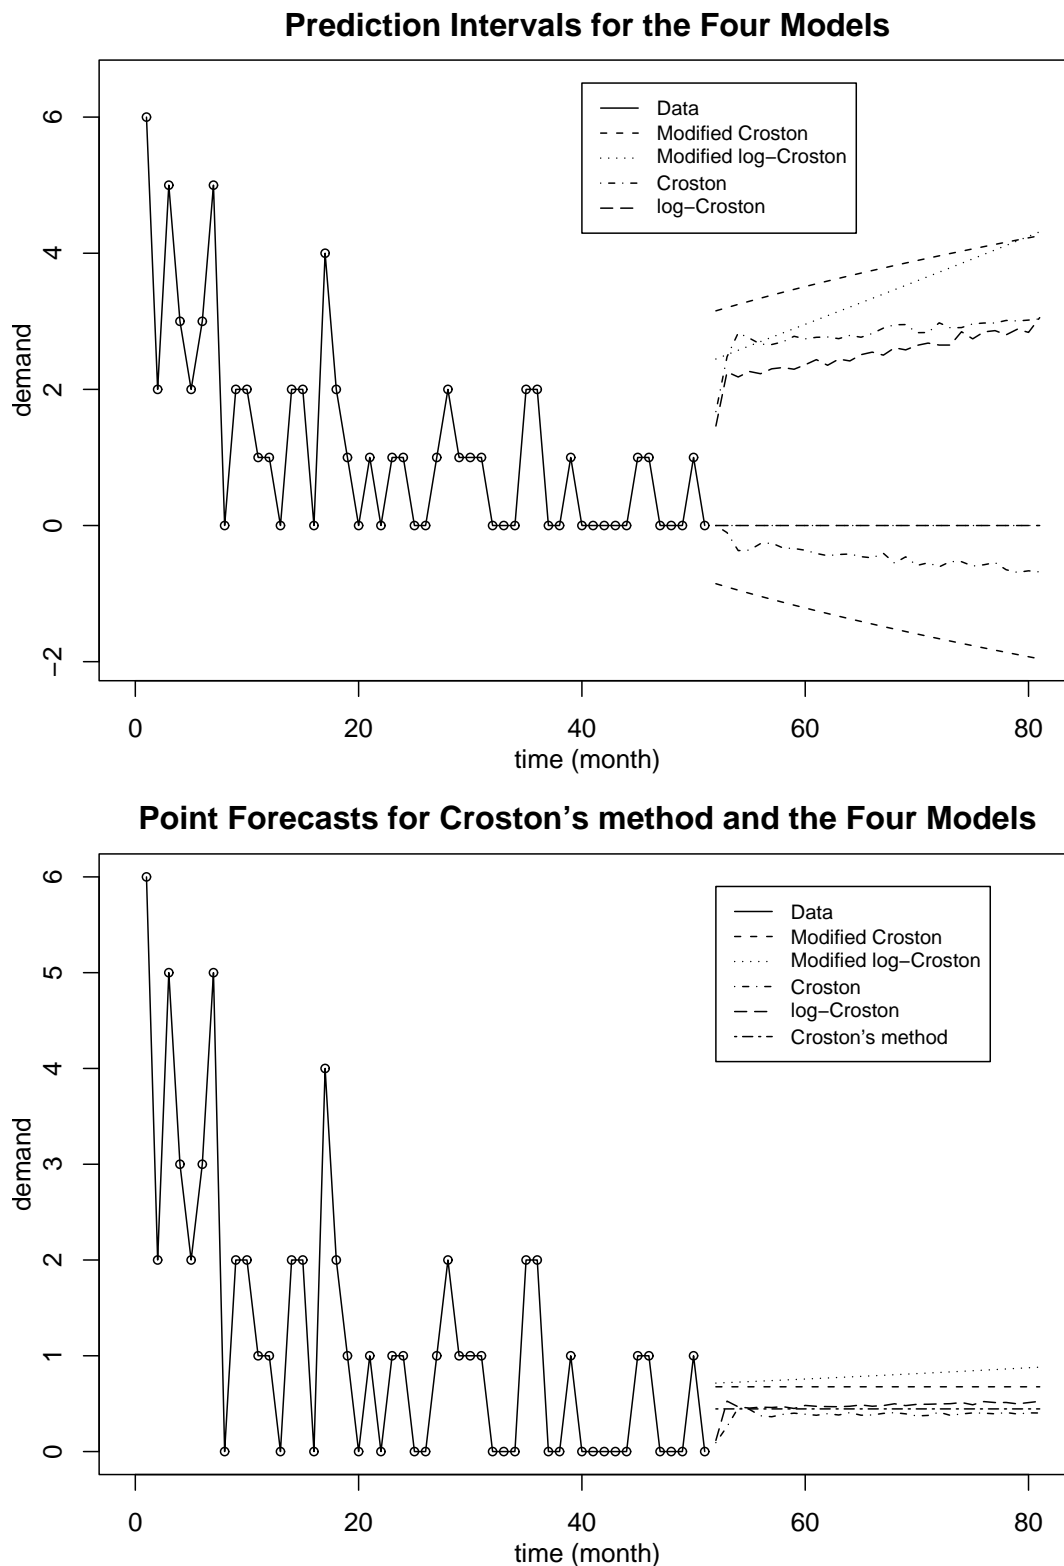 Prediction Intervals for the Four Models
6
4
2
0
−2
demand
Data
Modified Croston
Modified log−Croston
Croston
log−Croston
0 20 40 60 80
time (month)
Point Forecasts for Croston's method and the Four Models
6
5
4
3
2
1
0
demand
Data
Modified Croston
Modified log−Croston
Croston
log−Croston
Croston's method
0 20 40 60 80
time (month)